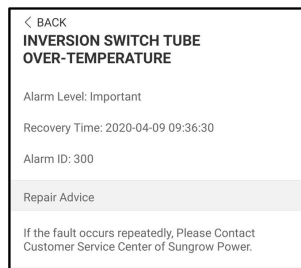 < BACK
INVERSION SWITCH TUBE
OVER-TEMPERATURE
Alarm Level: Important
Recovery Time: 2020-04-09 09:36:30
Alarm ID: 300
Repair Advice
If the fault occurs repeatedly, Please Contact
Customer Service Center of Sungrow Power.